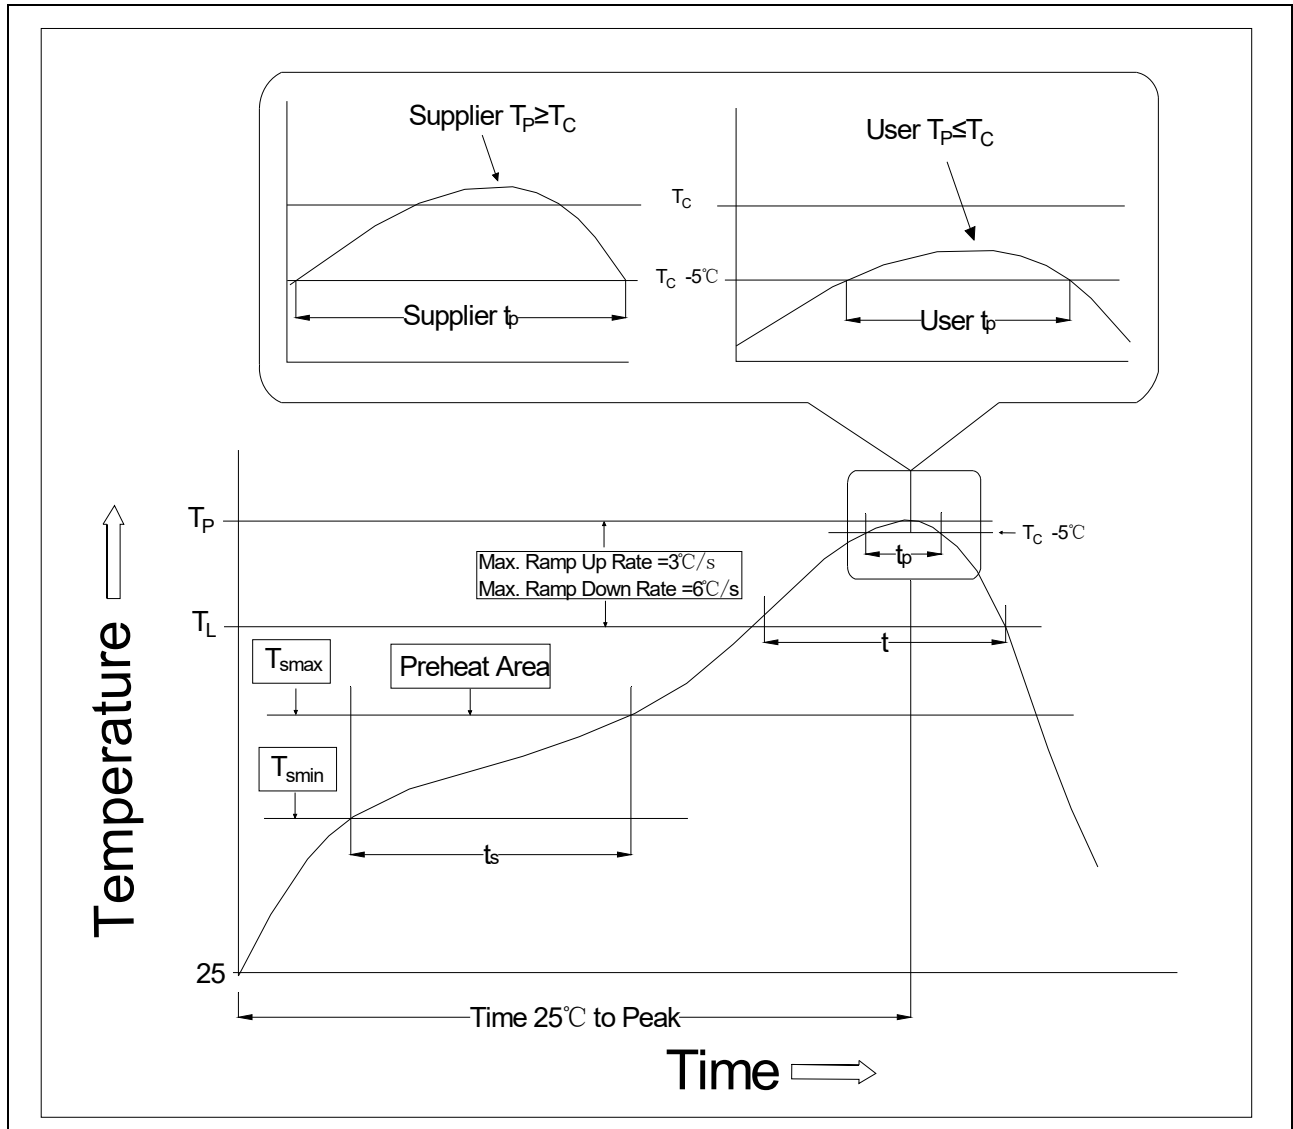 Supplier TP≥TC
User TP≤TC
TC
TC -5℃
Supplier tp
User tp
TP
TC -5℃
Max. Ramp Up Rate =3℃/s
Max. Ramp Down Rate =6℃/s
tp
TL
t
Tsmax
Preheat Area
Tsmin
ts
Temperature
25
Time 25℃ to Peak
Time